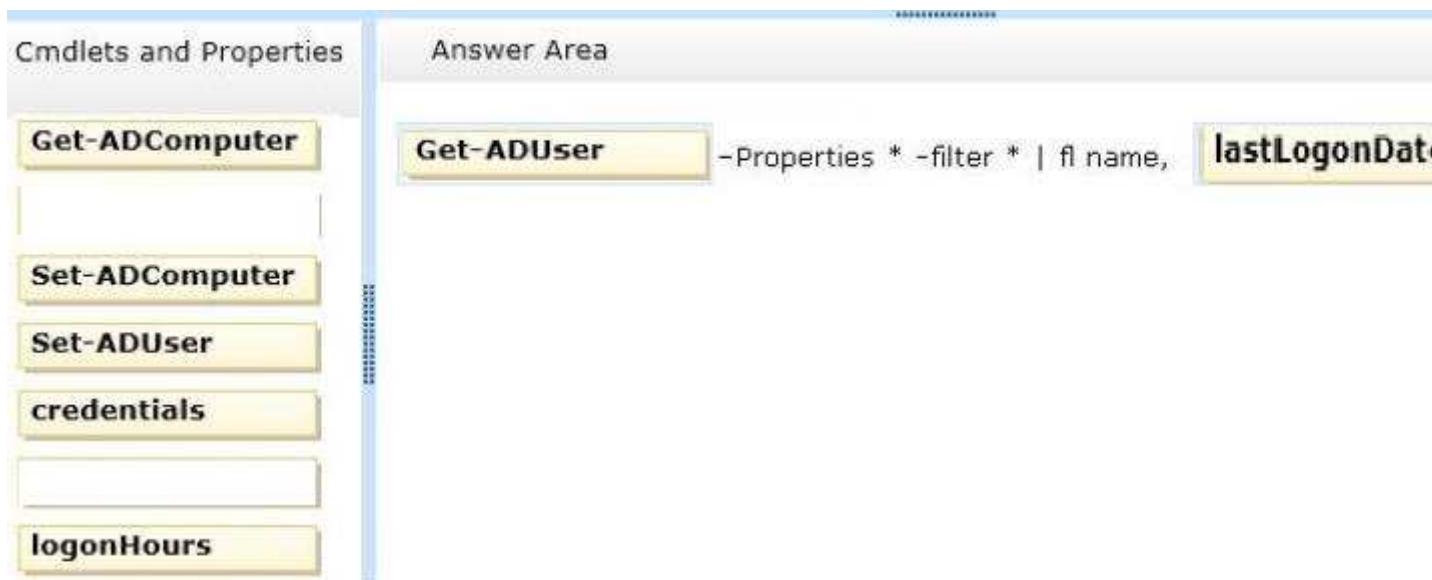 Cmdlets and Properties
Answer Area
Get-ADComputer
Set-ADComputer
Set-ADUser
credentials
logonHours
Get-ADUser -Properties * -filter * | fl name, lastLogonDate